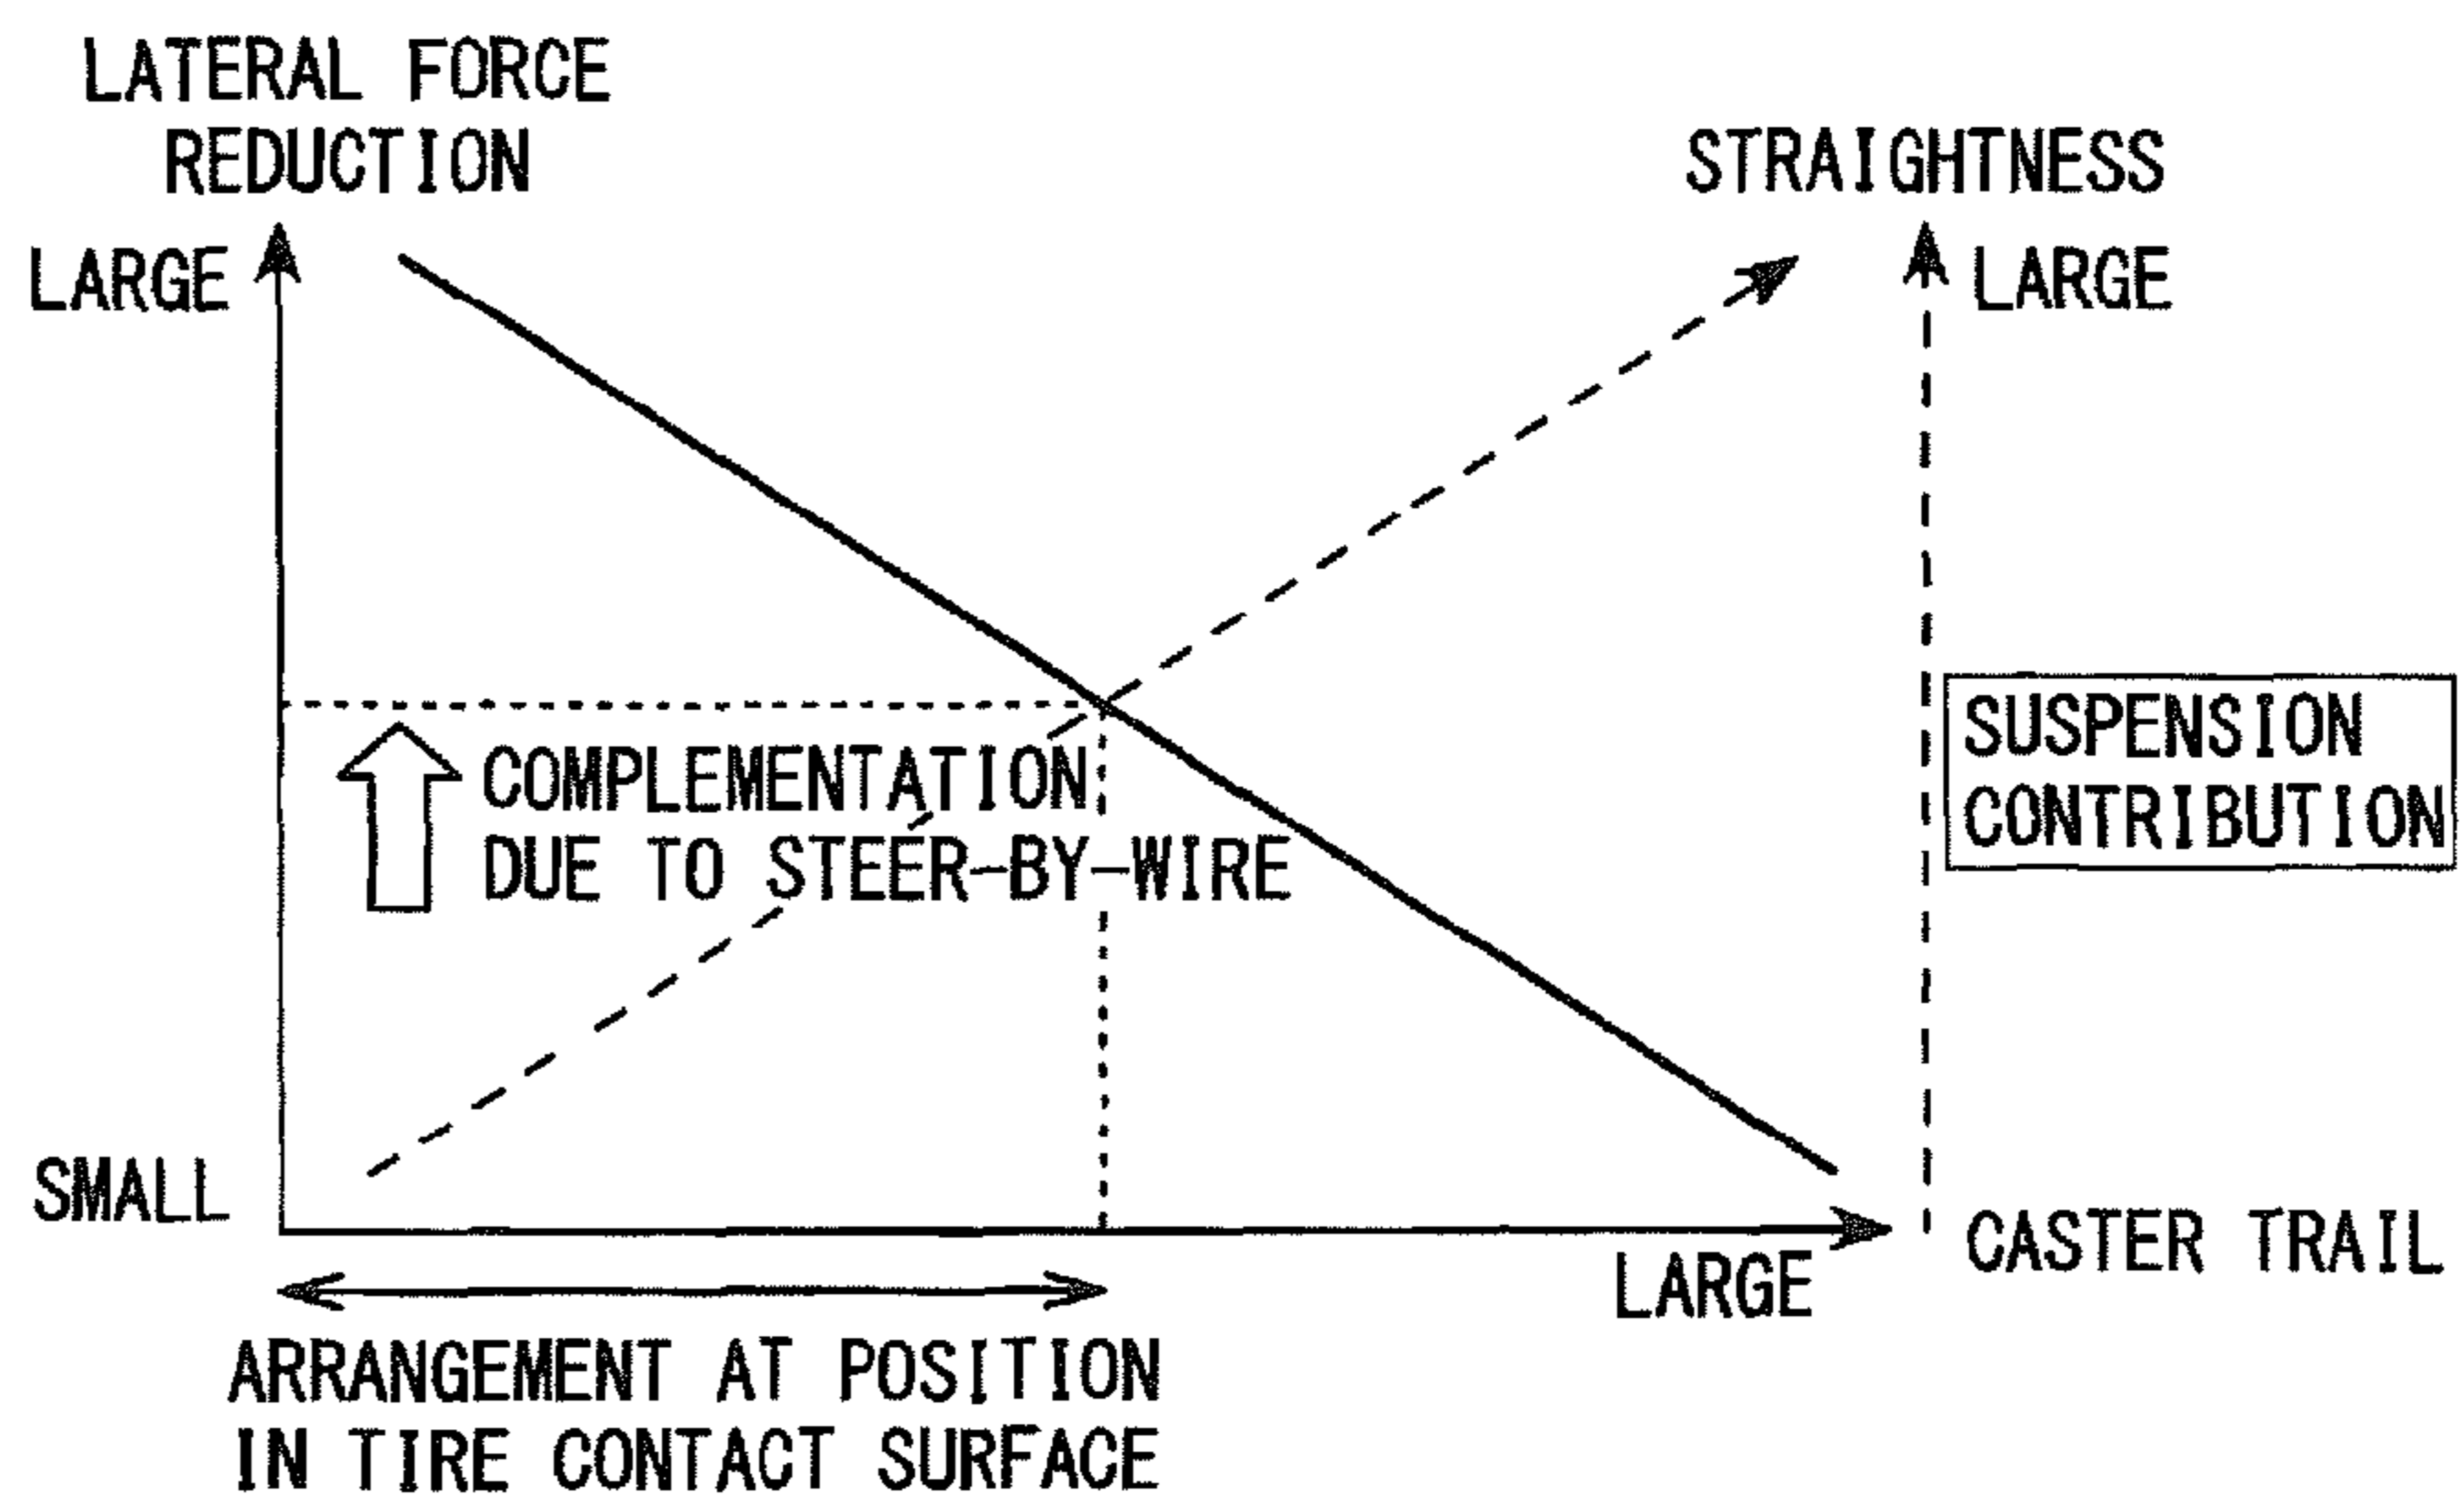 LATERAL FORCE
REDUCTION
STRAIGHTNESS
LARGE
LARGE
COMPLEMENTATION
DUE TO STEER-BY-WIRE
SUSPENSION
CONTRIBUTION
SMALL
CASTER TRAIL
LARGE
ARRANGEMENT AT POSITION
IN TIRE CONTACT SURFACE